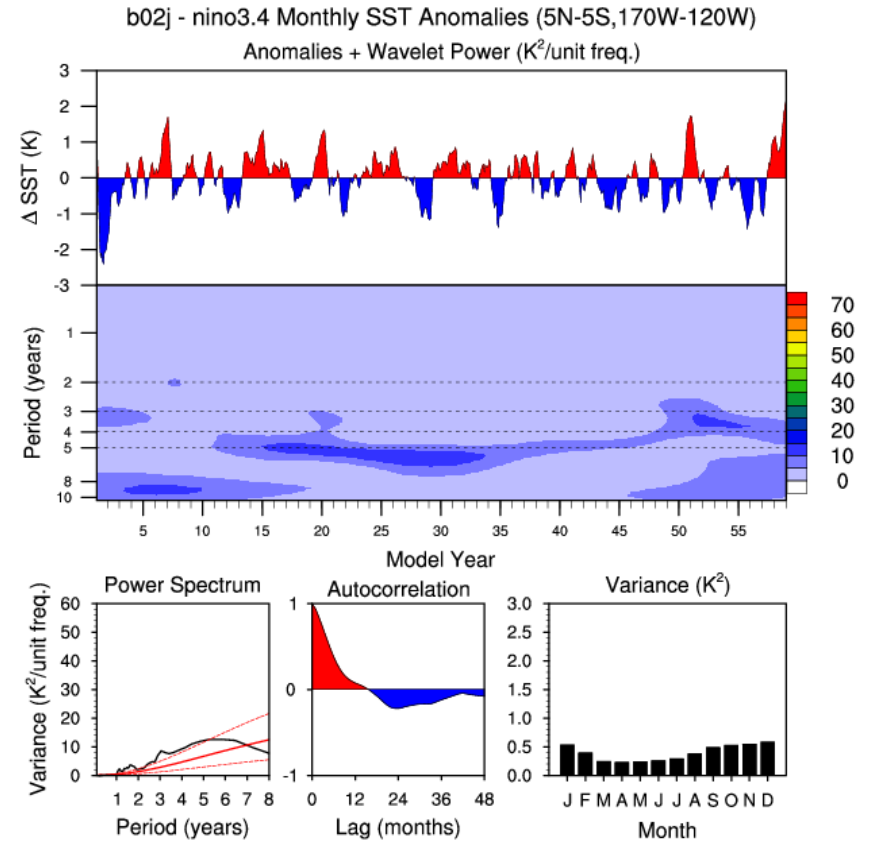 b02j - nino3.4 Monthly SST Anomalies (5N-5S,170W-120W)
Anomalies + Wavelet Power (K²/unit freq.)
Δ SST (K)
3
2
1
0
-1
-2
-3
Period (years)
1
2
3
4
5
8
10
70
60
50
40
30
20
10
0
5 10 15 20 25 30 35 40 45 50 55
Model Year
Power Spectrum
Variance (K²/unit freq.)
60
50
40
30
20
10
0
1 2 3 4 5 6 7 8
Period (years)
Autocorrelation
1
0
-1
0 12 24 36 48
Lag (months)
Variance (K²)
3.0
2.5
2.0
1.5
1.0
0.5
0.0
J F M A M J J A S O N D
Month